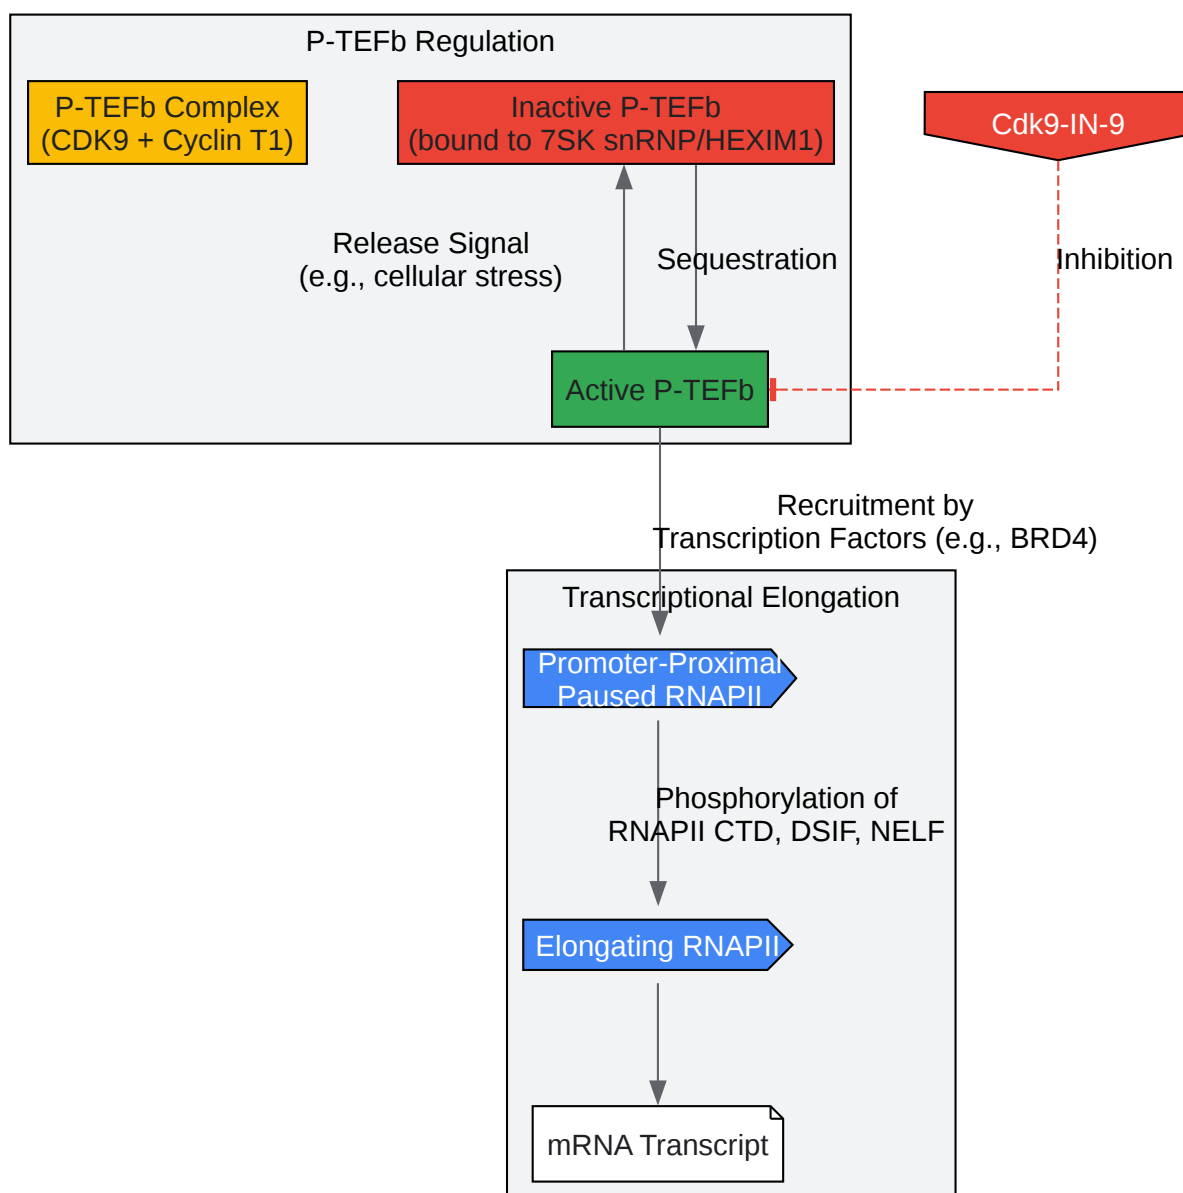 P-TEFb Regulation
P-TEFb Complex
(CDK9 + Cyclin T1)
Inactive P-TEFb
(bound to 7SK snRNP/HEXIM1)
Cdk9-IN-9
Release Signal
(e.g., cellular stress)
Sequestration
Inhibition
Active P-TEFb
Recruitment by
Transcription Factors (e.g., BRD4)
Transcriptional Elongation
Promoter-Proximal
Paused RNAPII
Phosphorylation of
RNAPII CTD, DSIF, NELF
Elongating RNAPII
mRNA Transcript